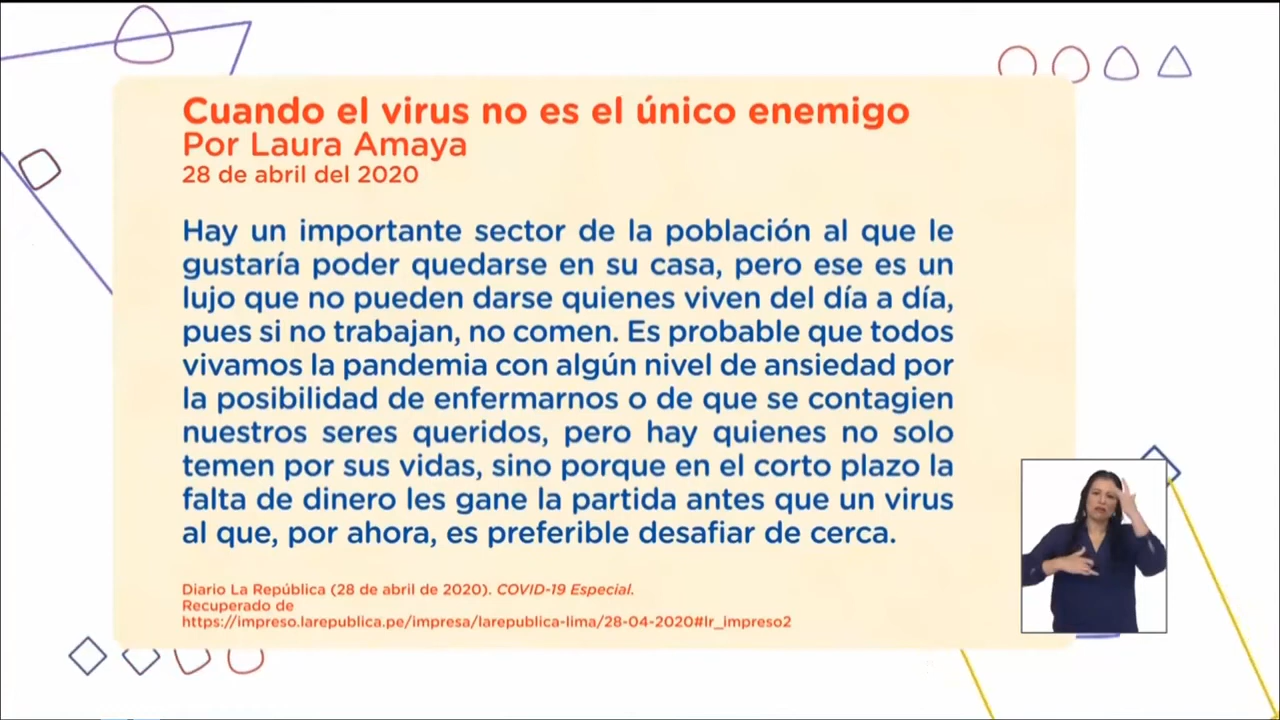 Cuando el virus no es el único enemigo
Por Laura Amaya
28 de abril del 2020
Hay un importante sector de la población al que le
gustaría poder quedarse en su casa, pero ese es un
lujo que no pueden darse quienes viven del día a día,
pues si no trabajan, no comen. Es probable que todos
vivamos la pandemia con algún nivel de ansiedad por
la posibilidad de enfermarnos o de que se contagien
nuestros seres queridos, pero hay quienes no solo
temen por sus vidas, sino porque en el corto plazo la
falta de dinero les gane la partida antes que un virus
al que, por ahora, es preferible desafiar de cerca.
Diario La República (28 de abril de 2020). COVID-19 Especial.
Recuperado de
https://impreso.larepublica.pe/impresa/larepublica-lima/28-04-2020#lr_impreso2